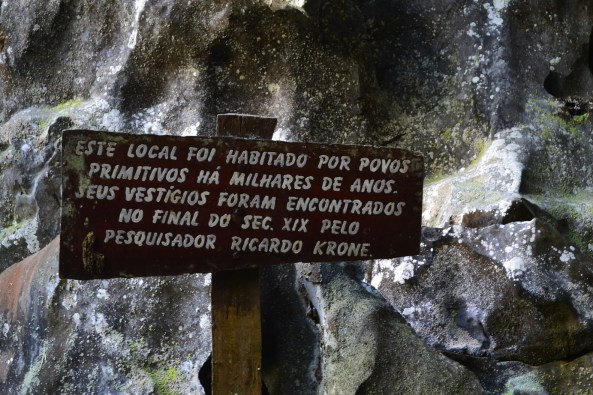 ESTE LOCAL FOI HABITADO POR POVOS
PRIMITIVOS HÁ MILHARES DE ANOS.
SEUS VESTÍGIOS FORAM ENCONTRADOS
NO FINAL DO SEC. XIX PELO
PESQUISADOR RICARDO KRONE.